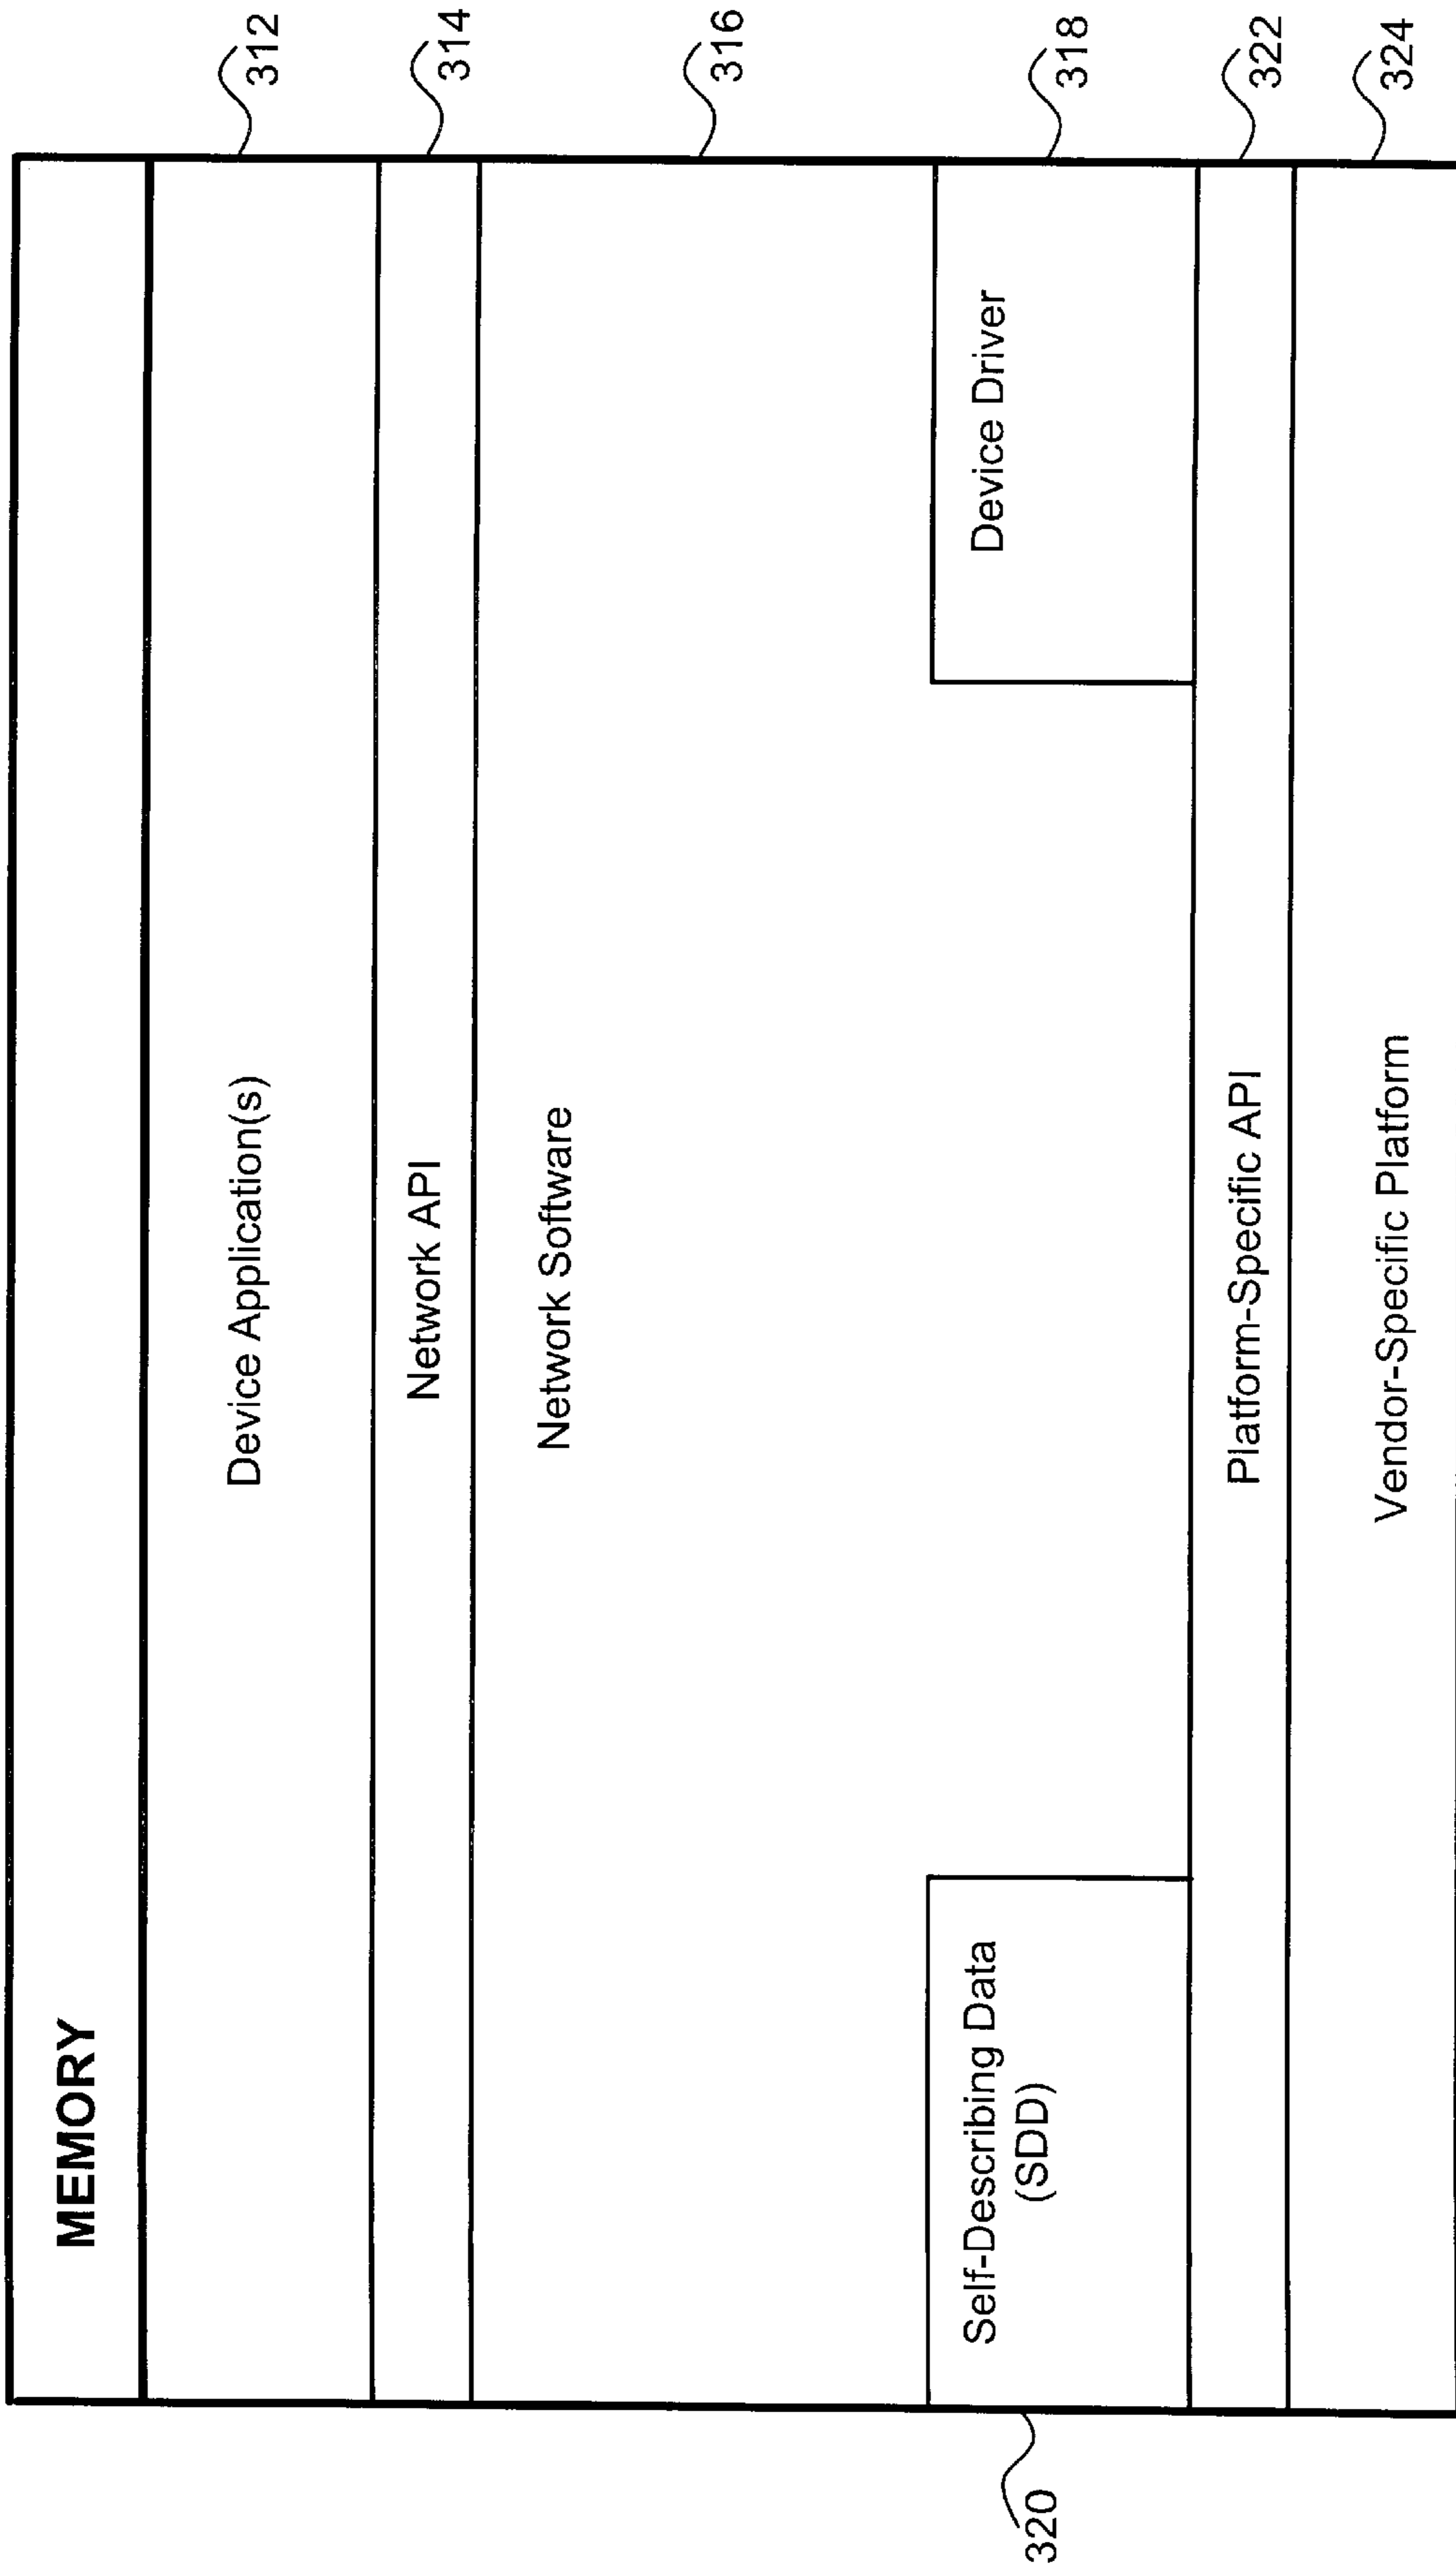 MEMORY
Device Application(s)
312
Network API
314
Network Software
316
Self-Describing Data
(SDD)
320
Device Driver
318
Platform-Specific API
322
Vendor-Specific Platform
324